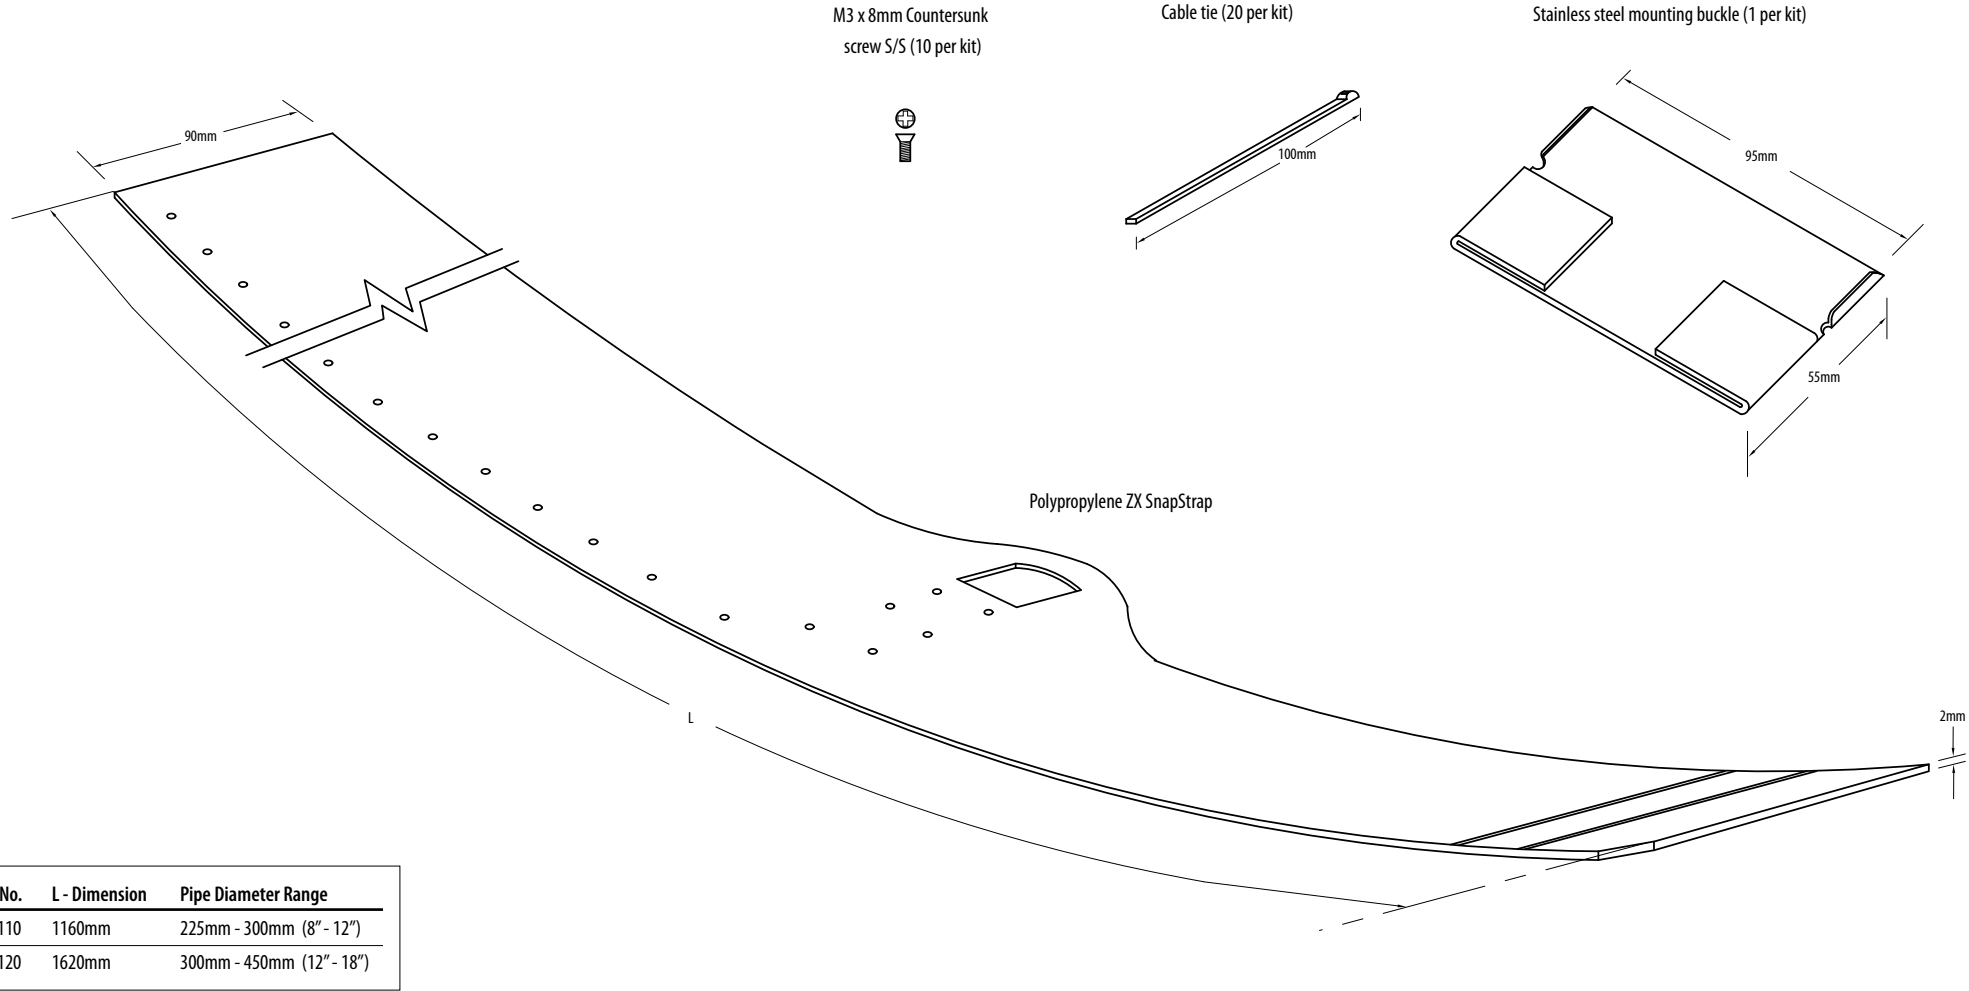 M3 x 8mm Countersunk
screw S/S (10 per kit)
Cable tie (20 per kit)
Stainless steel mounting buckle (1 per kit)
90mm
100mm
95mm
55mm
Polypropylene ZX SnapStrap
L
2mm
No. L - Dimension Pipe Diameter Range
110 1160mm 225mm - 300mm (8” - 12”)
120 1620mm 300mm - 450mm (12” - 18”)